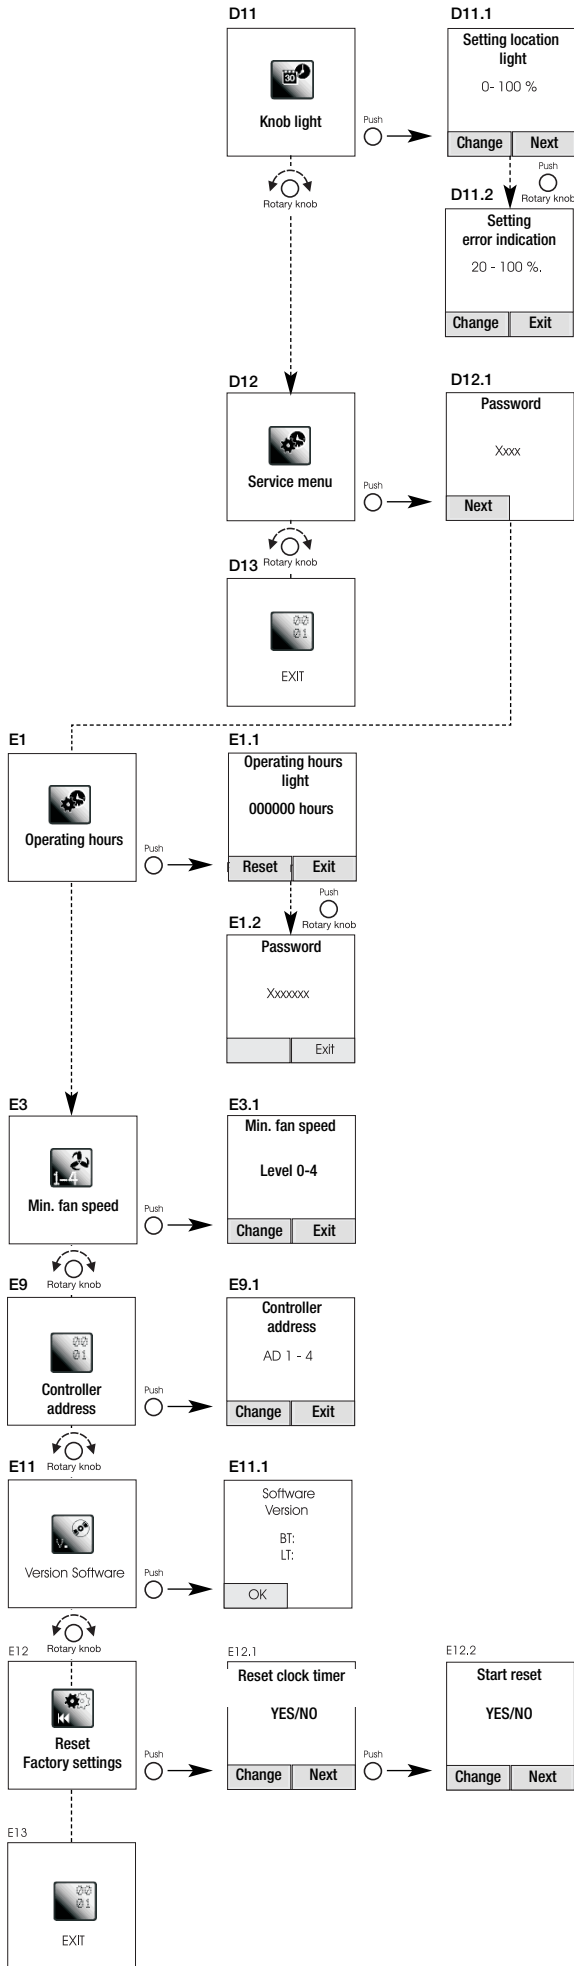 D11
D11.1
30
Knob light
Push
Setting location
light
0- 100 %
Change Next
Rotary knob
Push
Rotary knob
D11.2
Setting
error indication
20 - 100 %.
Change Exit
D12
D12.1
Service menu
Push
Password
Xxxx
Next
Rotary knob
D13
00
01
EXIT
E1
E1.1
Operating hours
Push
Operating hours
light
000000 hours
Reset Exit
Push
Rotary knob
E1.2
Password
Xxxxxxx
Exit
E3
E3.1
1-4
Min. fan speed
Push
Min. fan speed
Level 0-4
Change Exit
Rotary knob
E9
E9.1
00
01
Controller
address
Push
Controller
address
AD 1 - 4
Change Exit
Rotary knob
E11
E11.1
V.
Version Software
Push
Software
Version
BT:
LT:
OK
Rotary knob
E12
E12.1
E12.2
Reset
Factory settings
Push
Reset clock timer
YES/NO
Change Next
Push
Start reset
YES/NO
Change Next
E13
00
01
EXIT